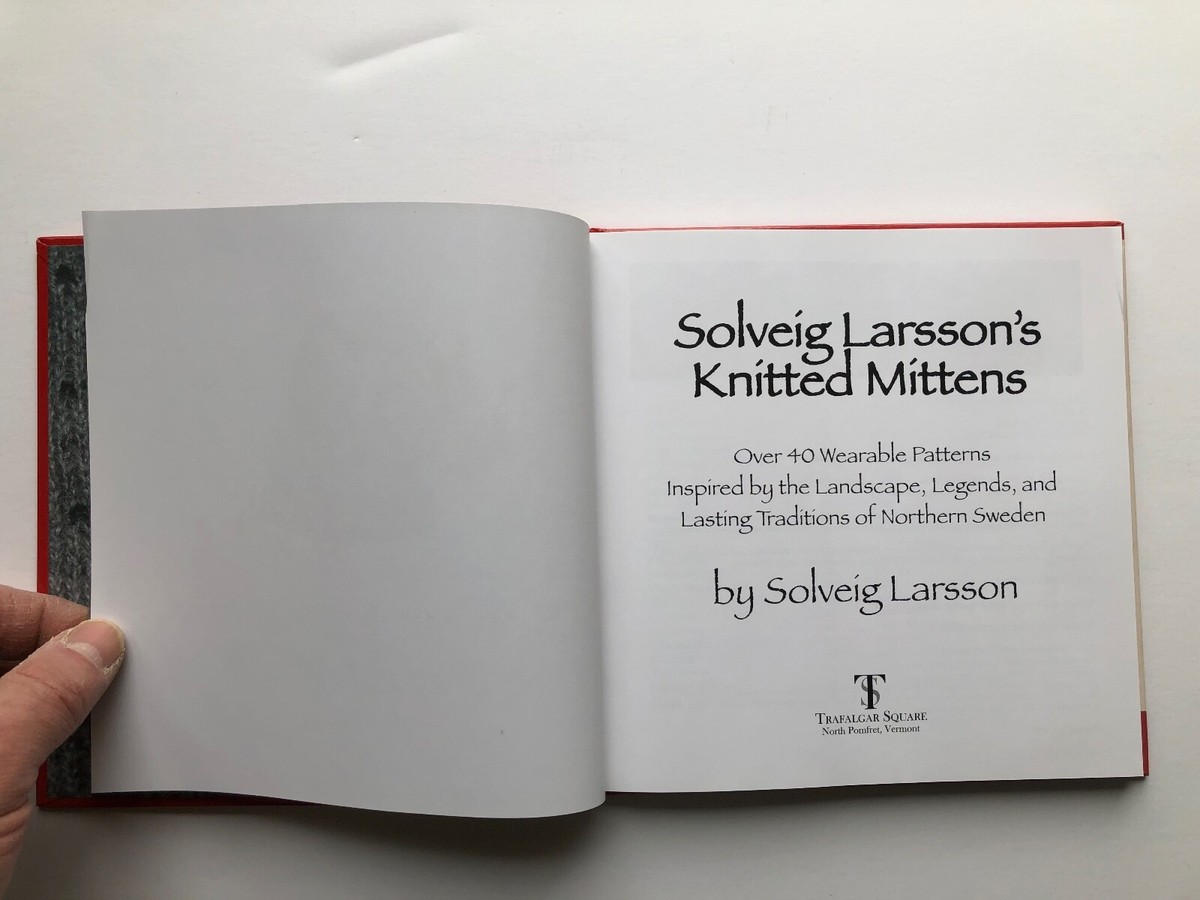 Solveig Larsson's
Knitted Mittens
Over 40 Wearable Patterns
Inspired by the Landscape, Legends, and
Lasting Traditions of Northern Sweden
by Solveig Larsson
TS
TRAFALGAR SQUARE
North Pomfret, Vermont